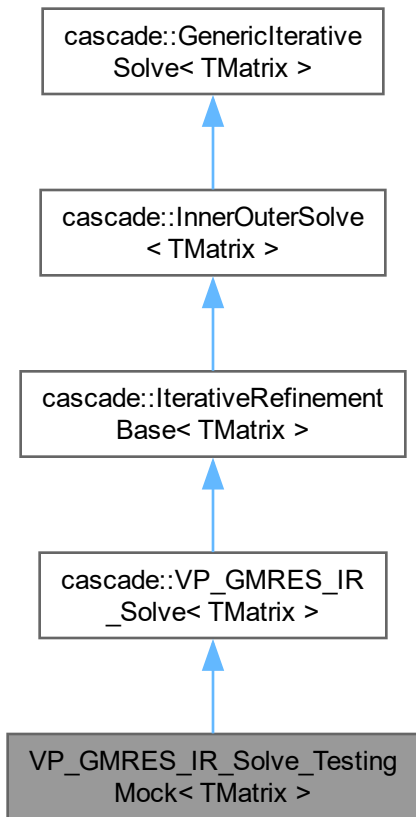 cascade::GenericIterative
Solve< TMatrix >
cascade::InnerOuterSolve
< TMatrix >
cascade::IterativeRefinement
Base< TMatrix >
cascade::VP_GMRES_IR
_Solve< TMatrix >
VP_GMRES_IR_Solve_Testing
Mock< TMatrix >